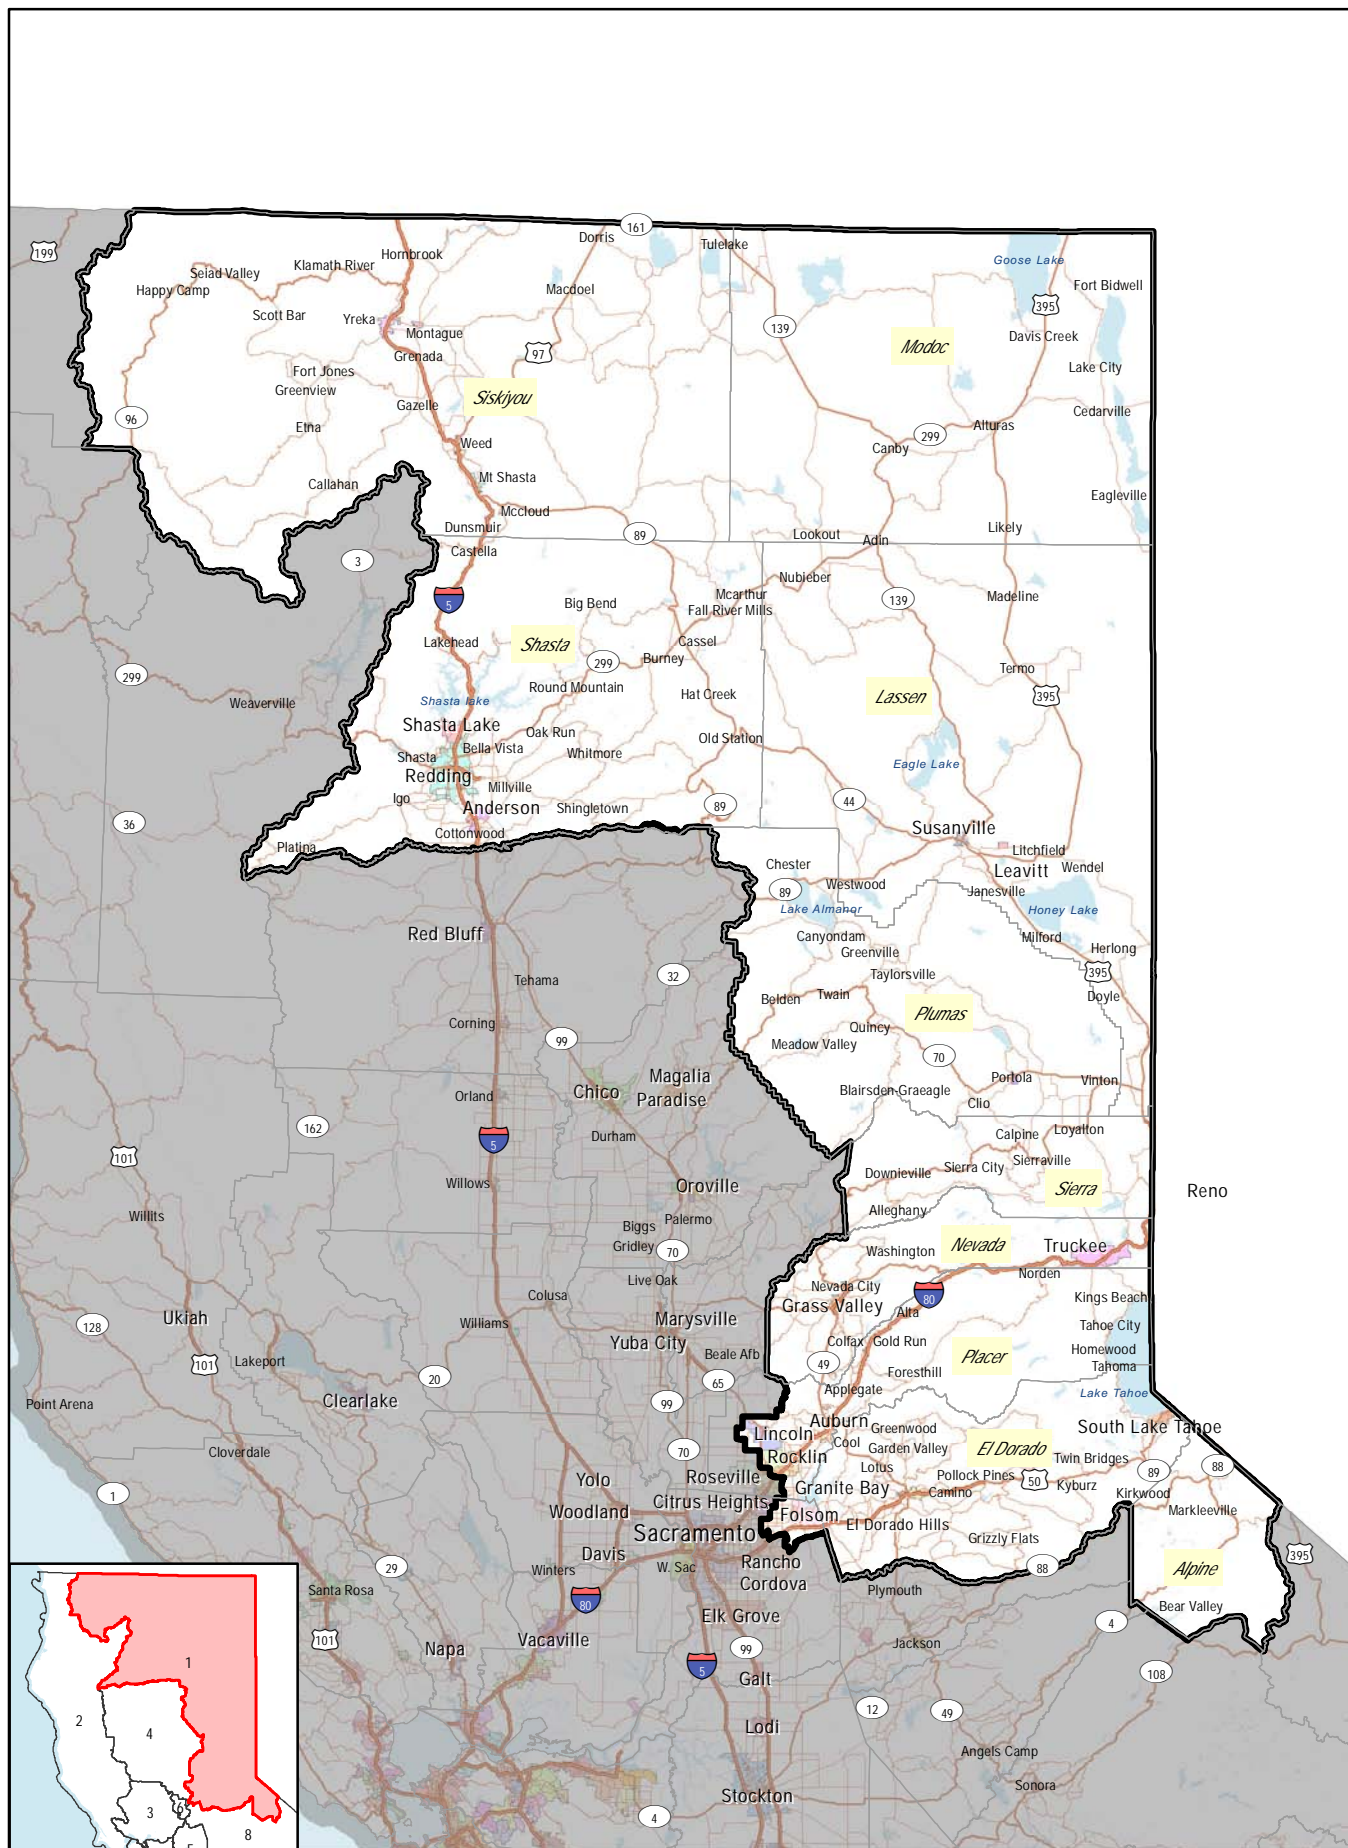 161
199
Dorris
Tulelake
Hornbrook
Goose Lake
Klamath River
Seiad Valley
Happy Camp
Macdoel
Fort Bidwell
395
Scott Bar
Yreka
139
Montague
Davis Creek
Modoc
97
Grenada
Lake City
Fort Jones
Greenview
Siskiyou
Gazelle
Cedarville
96
Etna
Alturas
299
Weed
Canby
Mt Shasta
Callahan
Eagleville
Mccloud
Dunsmuir
Likely
89
Lookout
Adin
Castella
3
Nubieber
Mcarthur
Madeline
5
139
Big Bend
Fall River Mills
Lakehead
Shasta
Cassel
Burney
299
Termo
299
Round Mountain
Hat Creek
Lassen
395
Weaverville
Shasta lake
Shasta Lake
Oak Run
Old Station
Bella Vista
Whitmore
Shasta
Eagle Lake
Redding
Millville
Igo
44
89
Anderson
Shingletown
36
Susanville
Cottonwood
Platina
Litchfield
Chester
Wendel
Leavitt
89
Westwood
Janesville
Lake Almanor
Honey Lake
Red Bluff
Canyondam
Milford
Greenville
Herlong
32
Taylorsville
395
Tehama
Belden
Twain
Doyle
Plumas
Corning
Quincy
99
Meadow Valley
70
Magalia
Portola
Vinton
Chico
Blairsden-Graeagle
Orland
Paradise
Clio
162
Loyalton
Durham
Calpine
5
101
Sierraville
Sierra City
Downieville
Willows
Oroville
Sierra
Reno
Alleghany
Willits
Palermo
Biggs
Gridley
70
Washington
Nevada
Truckee
Norden
Live Oak
Nevada City
Colusa
80
Kings Beach
Grass Valley
Alta
Ukiah
Marysville
128
Williams
Tahoe City
Yuba City
Colfax
Gold Run
Homewood
Beale Afb
Placer
Lakeport
101
49
Tahoma
20
65
Foresthill
Applegate
Lake Tahoe
Clearlake
99
Point Arena
Auburn
Greenwood
South Lake Tahoe
Lincoln
Cool
Garden Valley
El Dorado
70
Cloverdale
Rocklin
Twin Bridges
Lotus
88
Roseville
Pollock Pines
89
Yolo
50
Granite Bay
Kyburz
1
Camino
Kirkwood
Citrus Heights
Woodland
Markleeville
Folsom
Sacramento
El Dorado Hills
Grizzly Flats
Davis
395
Rancho
Cordova
29
Winters
W. Sac
88
Alpine
Santa Rosa
Plymouth
80
Bear Valley
Elk Grove
4
101
Vacaville
Jackson
Napa
99
5
1
108
Galt
12
49
2
4
Lodi
Angels Camp
Sonora
Stockton
3
6
4
8
5